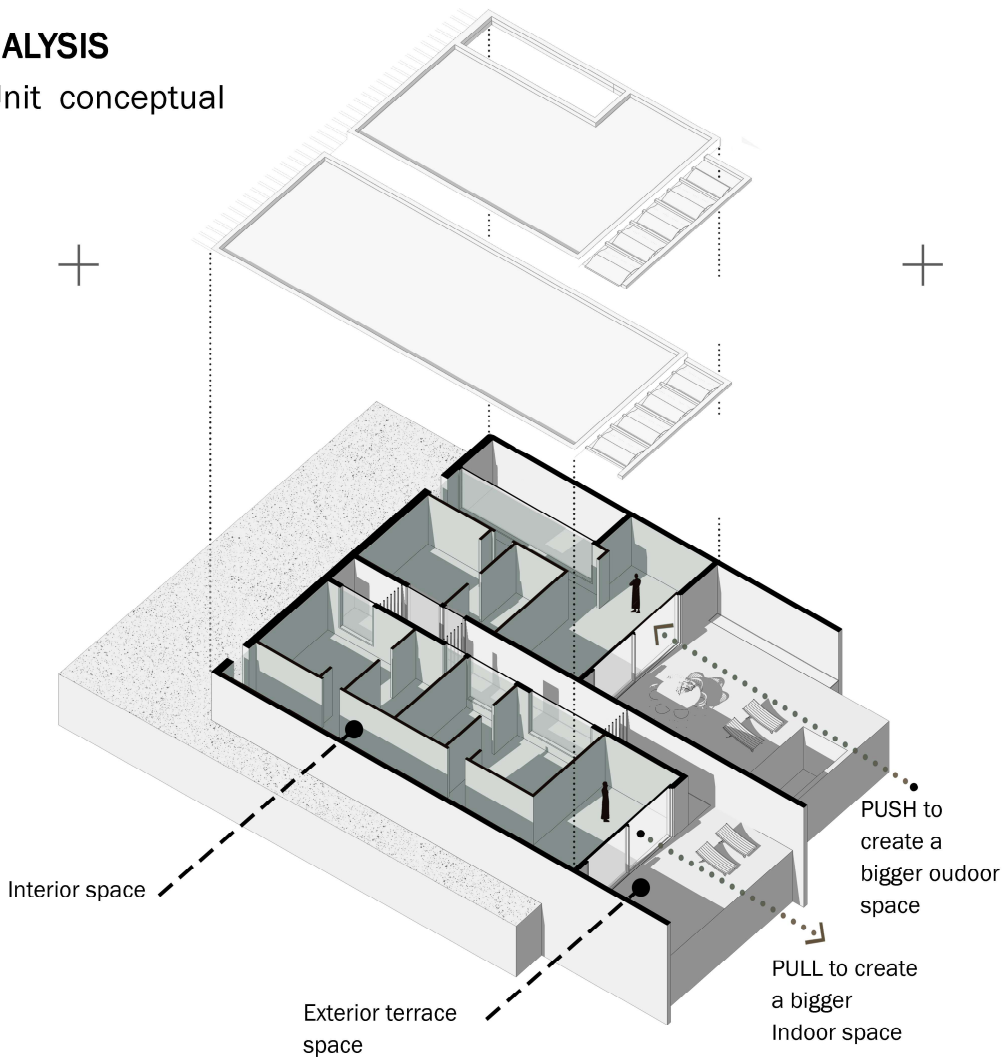 ALYSIS
nit conceptual
PUSH to
create a
bigger oudoor
space
Interior space
PULL to create
a bigger
Indoor space
Exterior terrace
space